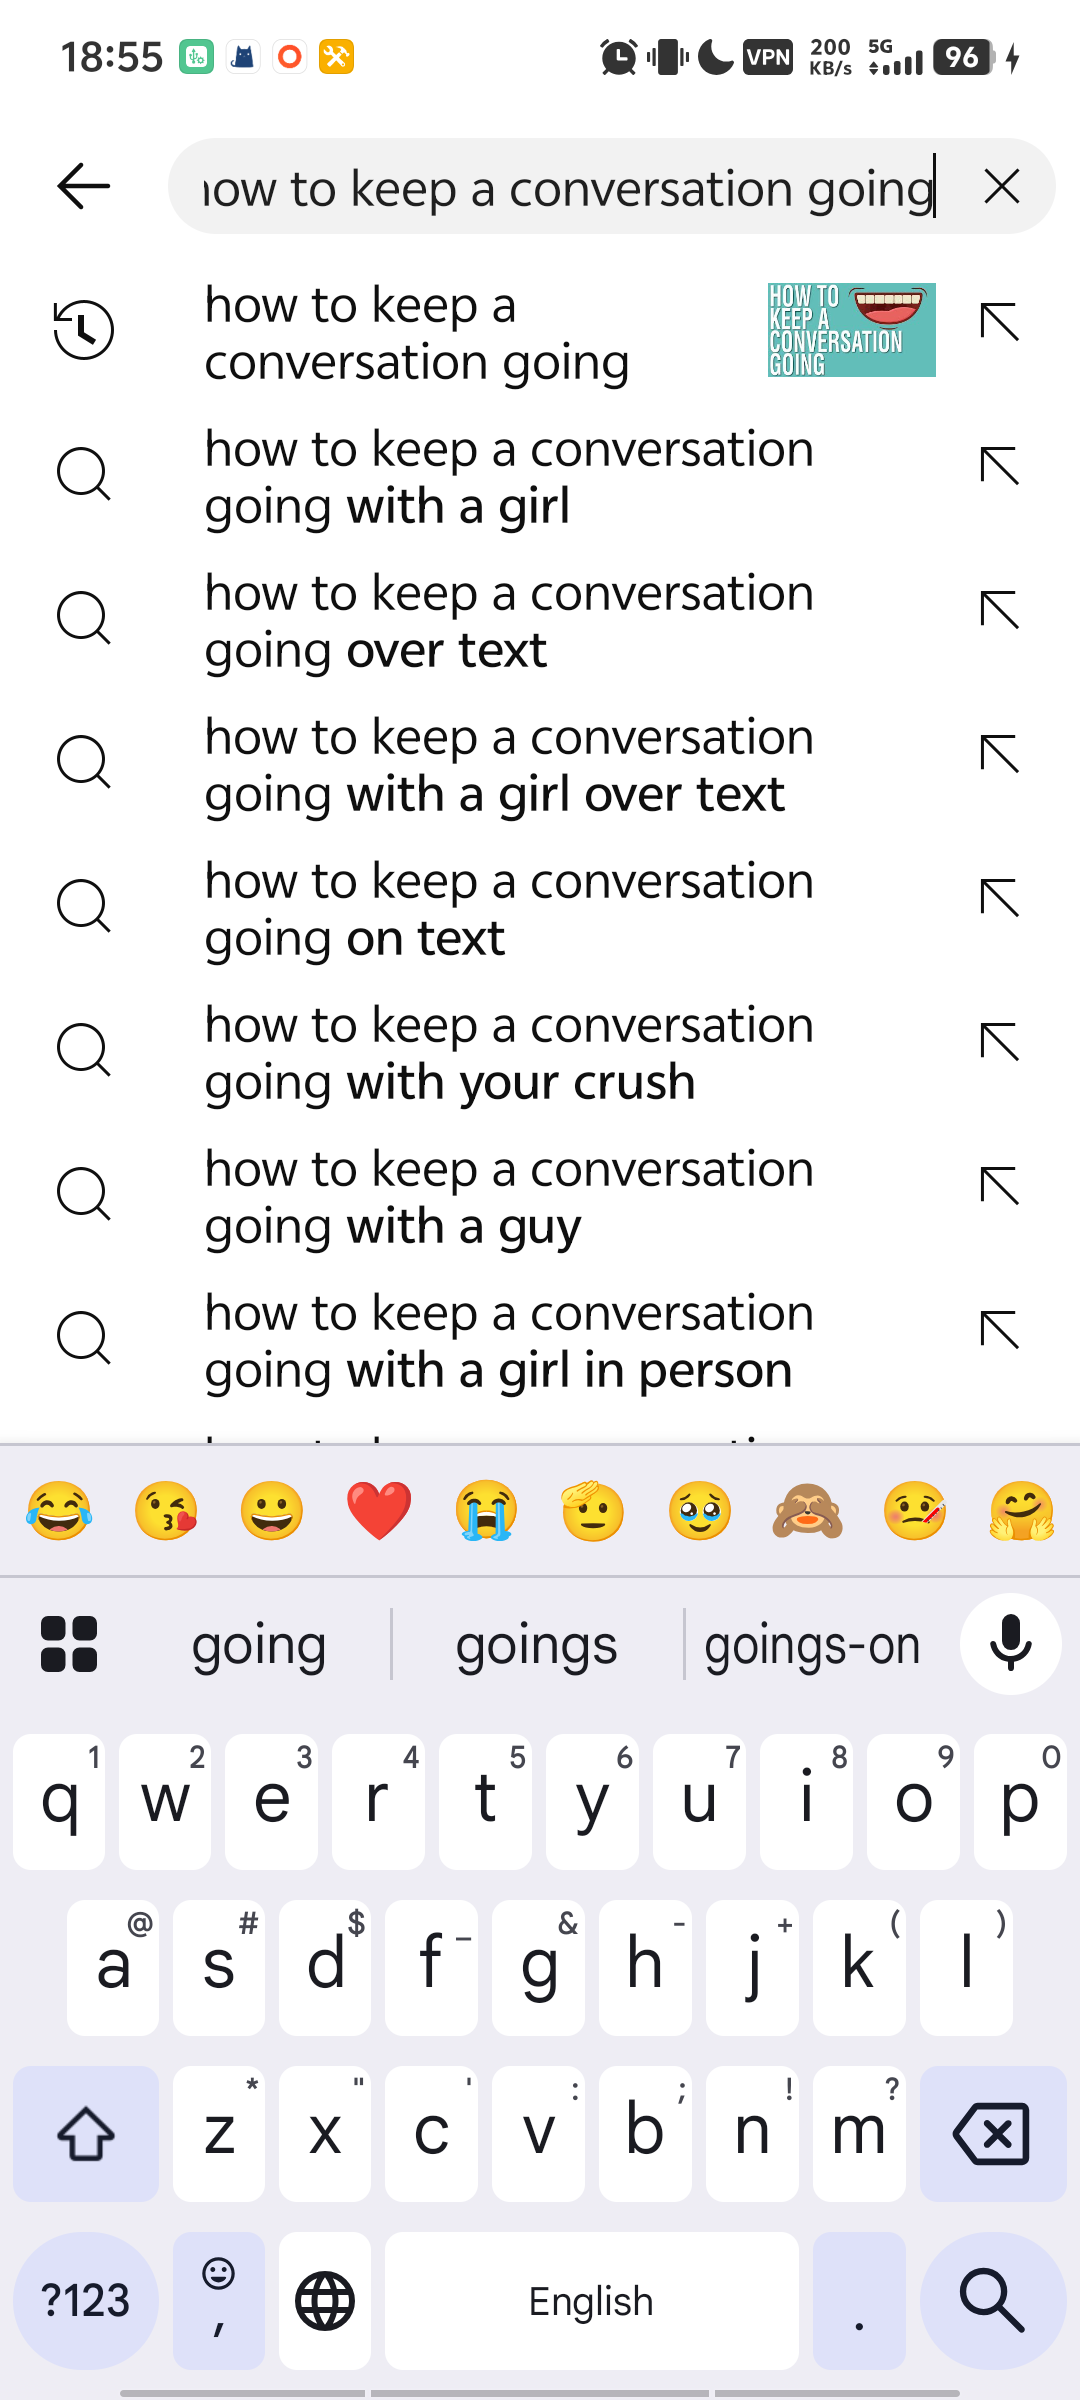 18:55
VPN
200
KB/s
5G
96
how to keep a conversation going
how to keep a
conversation going
HOW TO
KEEP A
CONVERSATION
GOING
how to keep a conversation
going with a girl
how to keep a conversation
going over text
how to keep a conversation
going with a girl over text
how to keep a conversation
going on text
how to keep a conversation
going with your crush
how to keep a conversation
going with a guy
how to keep a conversation
going with a girl in person
going goings goings-on
1 2 3 4 5 6 7 8 9 0
q w e r t y u i o p
@ # $ _ & - + ( )
a s d f g h j k l
* " ' : ; ! ?
z x c v b n m
?123 , English .